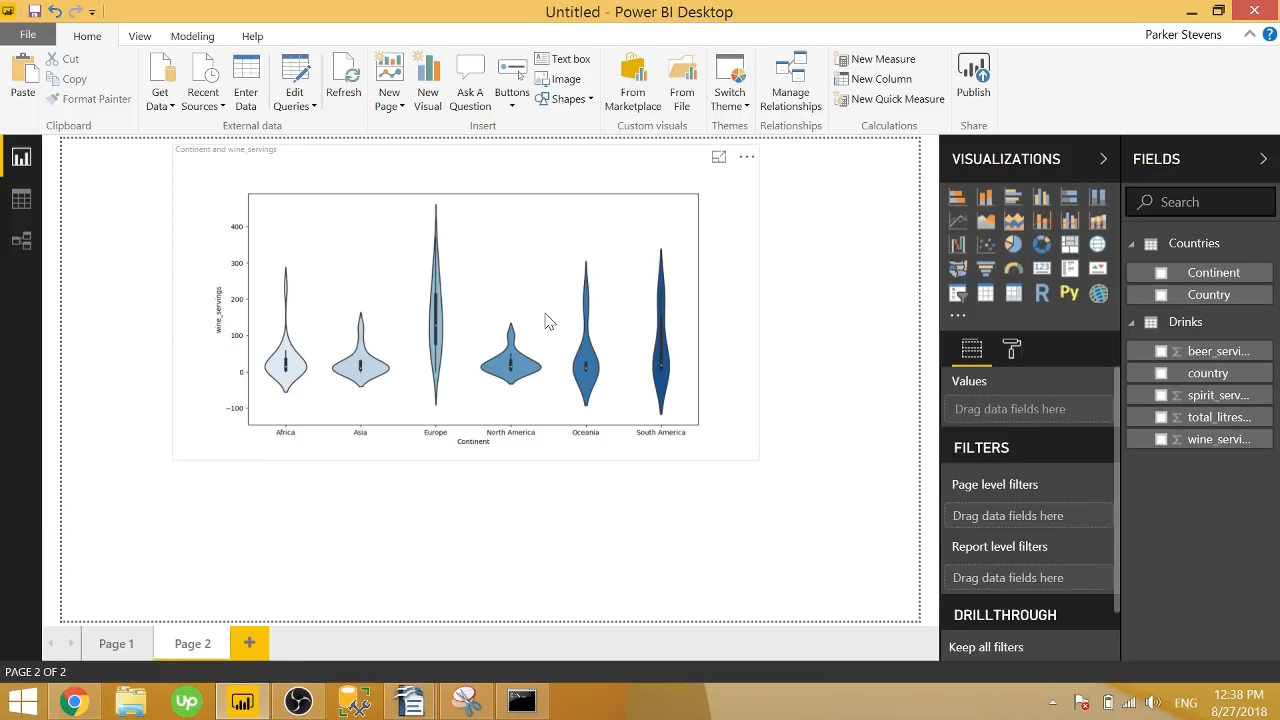 Untitled - Power BI Desktop
File
Home
View
Modeling
Help
Parker Stevens
Paste
Cut
Copy
Format Painter
Clipboard
Get Data
Recent Sources
Enter Data
Edit Queries
Refresh
External data
New Page
New Visual
Ask A Question
Buttons
Text box
Image
Shapes
Insert
From Marketplace
From File
Custom visuals
Switch Theme
Themes
Manage Relationships
Relationships
New Measure
New Column
New Quick Measure
Calculations
Publish
Share
Continent and wine_servings
wine_servings
400
300
200
100
0
−100
Africa
Asia
Europe
North America
Oceania
South America
Continent
VISUALIZATIONS
R
Py
Values
Drag data fields here
FILTERS
Page level filters
Drag data fields here
Report level filters
Drag data fields here
DRILLTHROUGH
Keep all filters
FIELDS
Search
Countries
Continent
Country
Drinks
beer_servi...
country
spirit_serv...
total_litres...
wine_servi...
Page 1
Page 2
PAGE 2 OF 2
Up
ENG
12:38 PM
8/27/2018